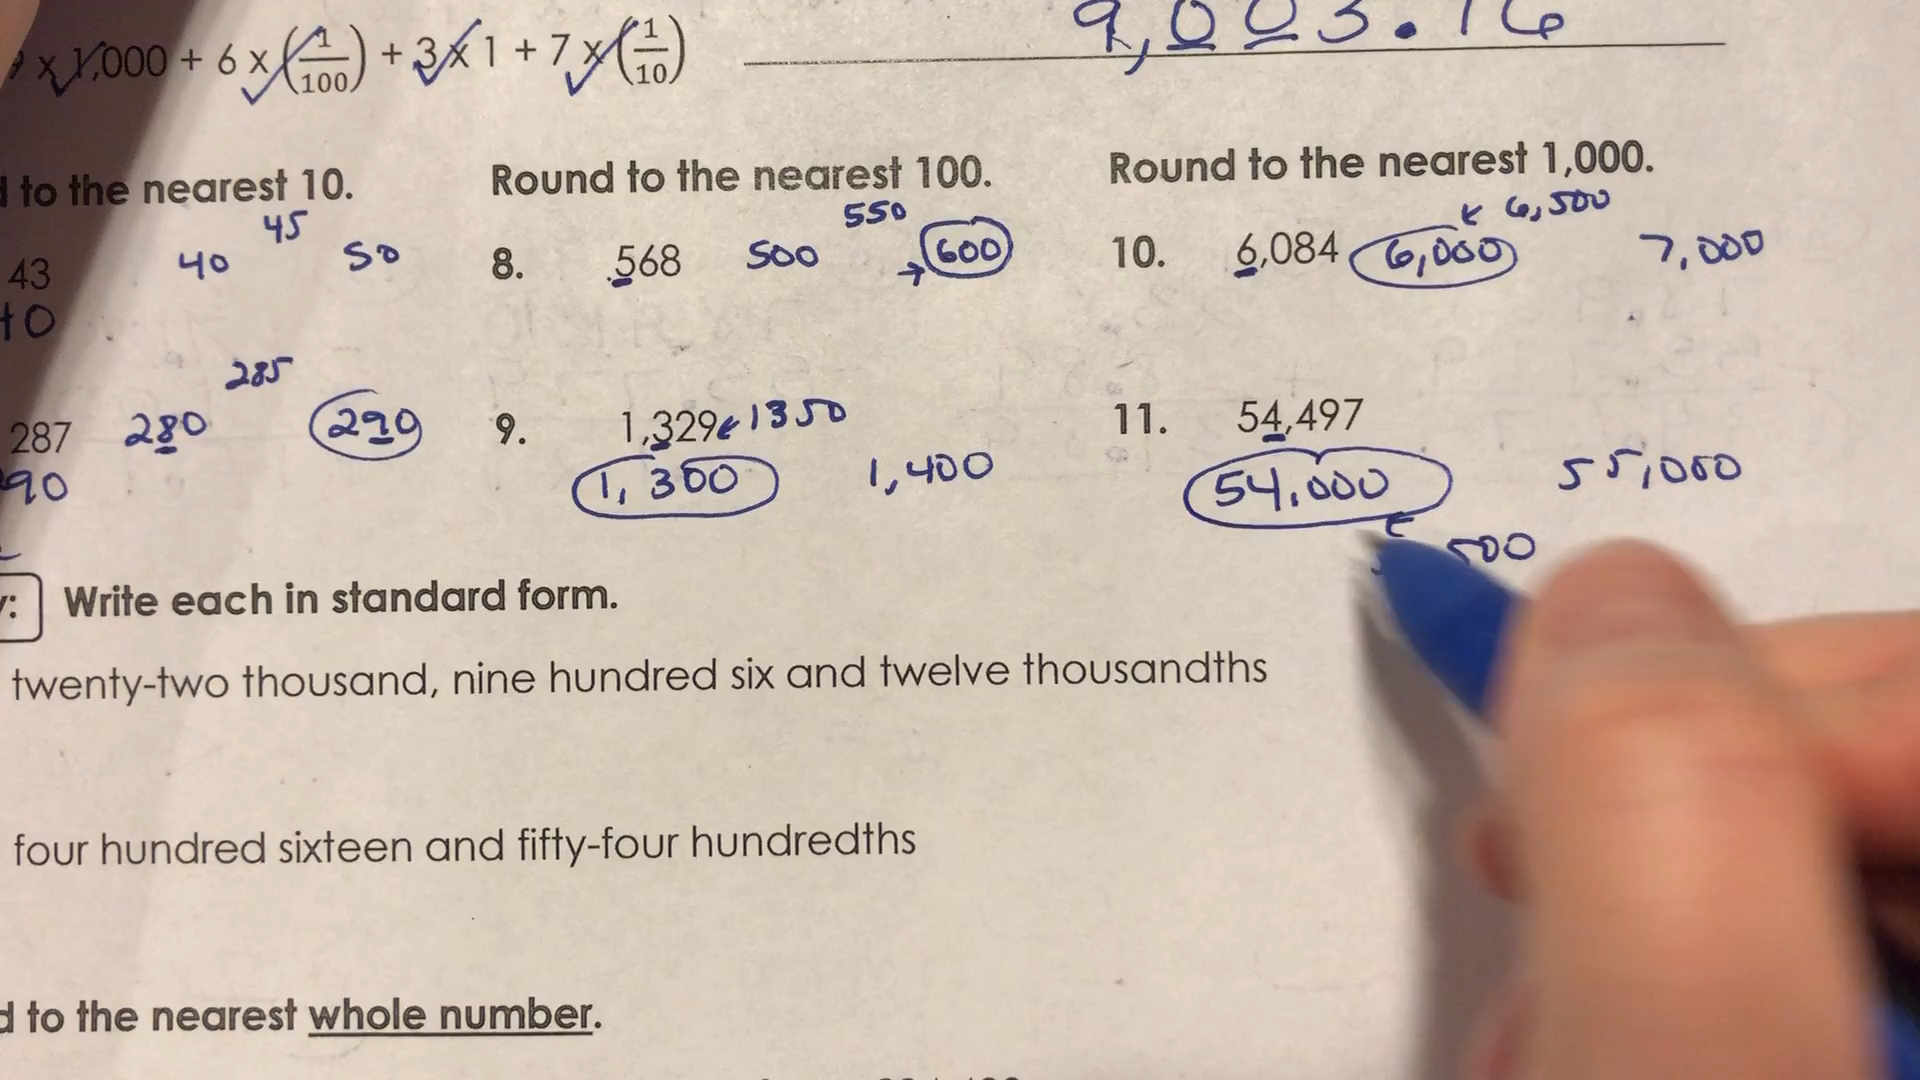 9,003.76
x 1,000 + 6 x (1/100) + 3 x 1 + 7 x (1/10)
to the nearest 10. Round to the nearest 100. Round to the nearest 1,000.
43 40 45 50 8. 568 500 550 600 10. 6,084 6,000 6,500 7,000
40
287 280 285 290 9. 1,329 1350 11. 54,497
90 1,300 1,400 54,000 55,000
500
Write each in standard form.
twenty-two thousand, nine hundred six and twelve thousandths
four hundred sixteen and fifty-four hundredths
to the nearest whole number.